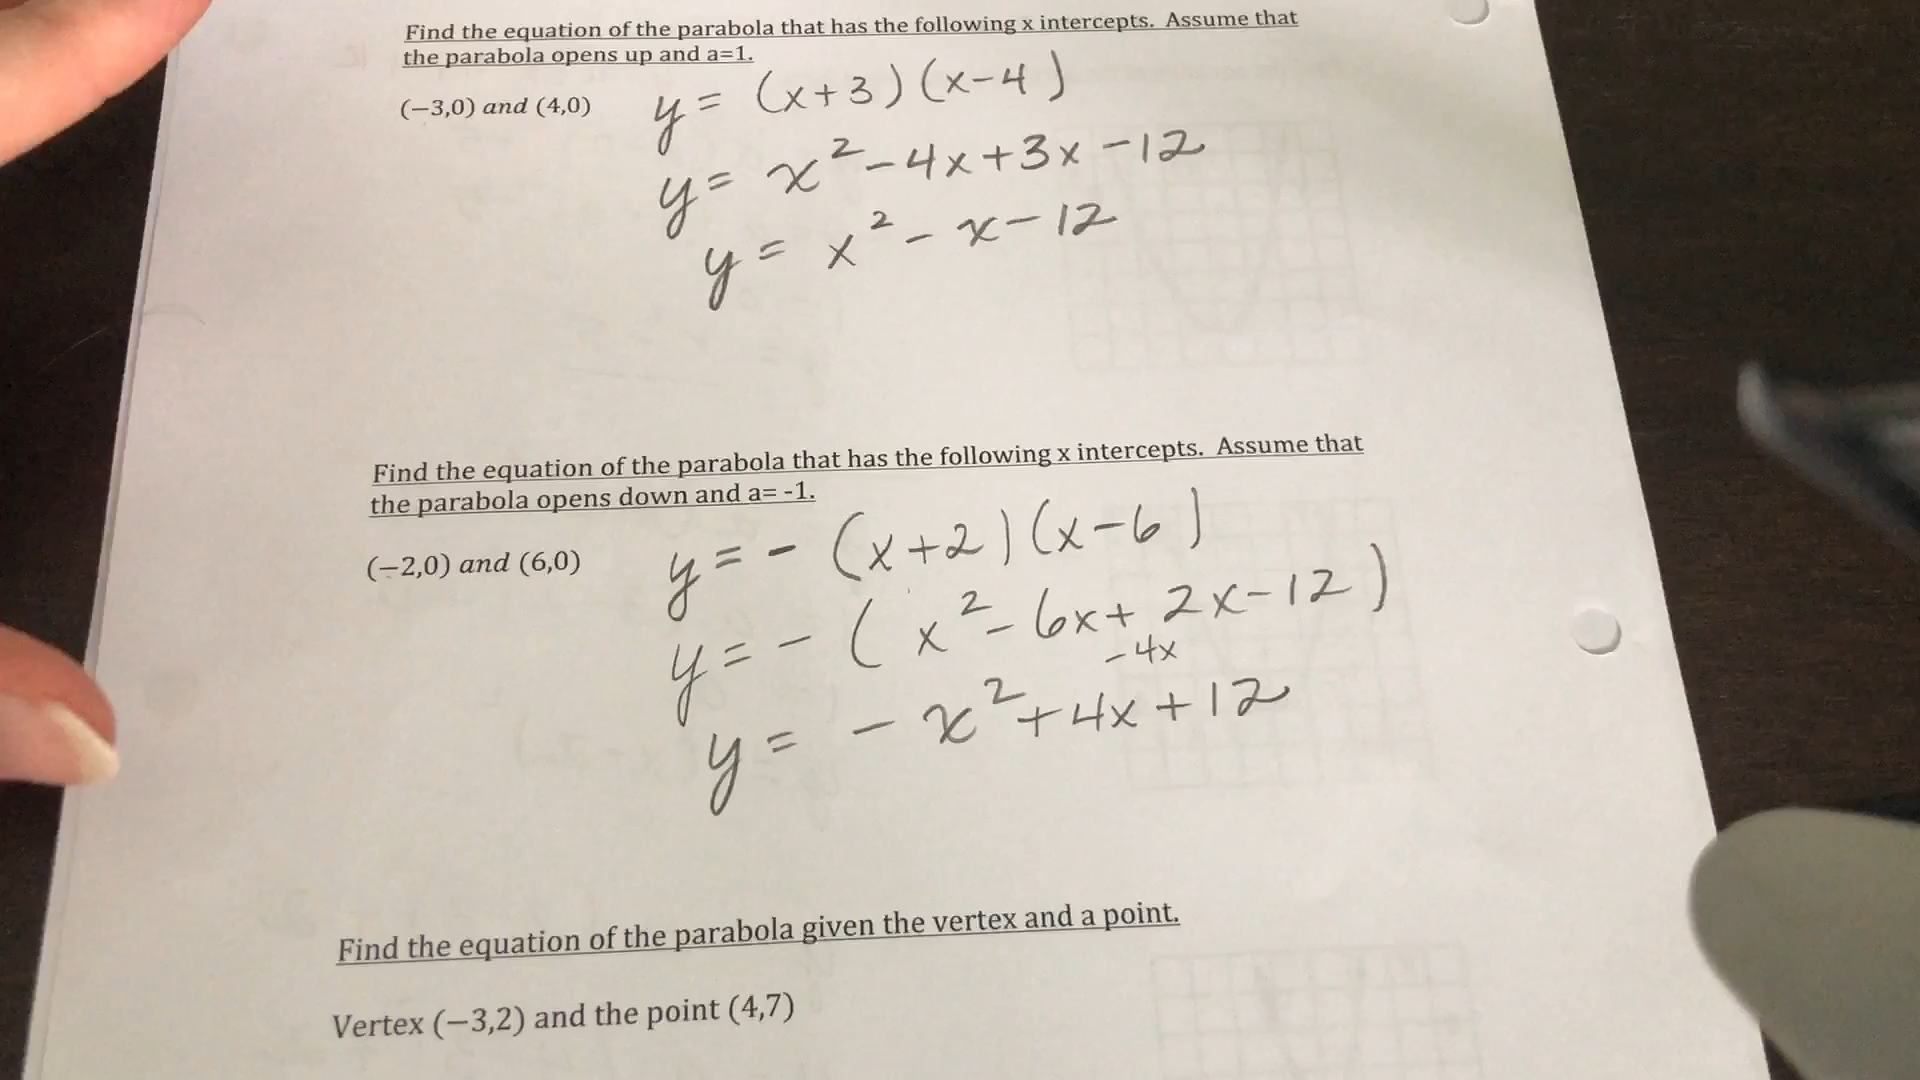 Find the equation of the parabola that has the following x intercepts. Assume that
the parabola opens up and a=1.
(−3,0) and (4,0)
y = (x+3)(x-4)
y = x²-4x+3x-12
y = x²-x-12
Find the equation of the parabola that has the following x intercepts. Assume that
the parabola opens down and a= -1.
(−2,0) and (6,0)
y = - (x+2)(x-6)
y = - (x²-6x+2x-12)
-4x
y = -x²+4x+12
Find the equation of the parabola given the vertex and a point.
Vertex (−3,2) and the point (4,7)